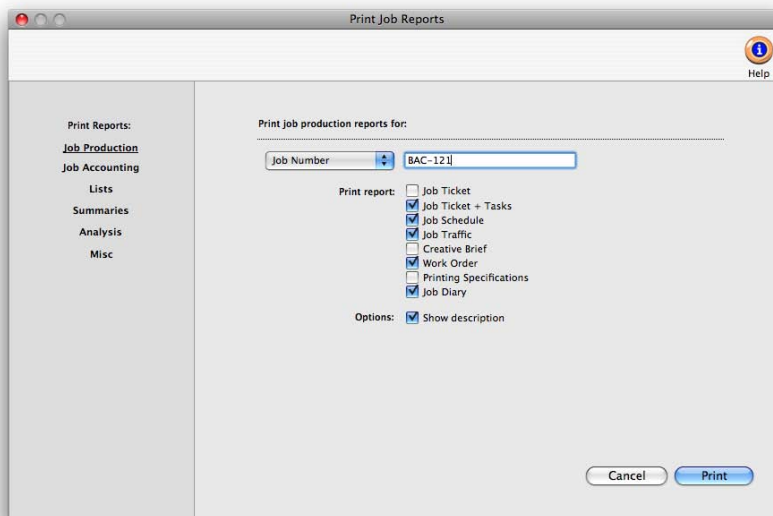 Print Job Reports
Help
Print Reports:
Job Production
Job Accounting
Lists
Summaries
Analysis
Misc
Print job production reports for:
Job Number BAC-121
Print report: Job Ticket
Job Ticket + Tasks
Job Schedule
Job Traffic
Creative Brief
Work Order
Printing Specifications
Job Diary
Options: Show description
Cancel Print